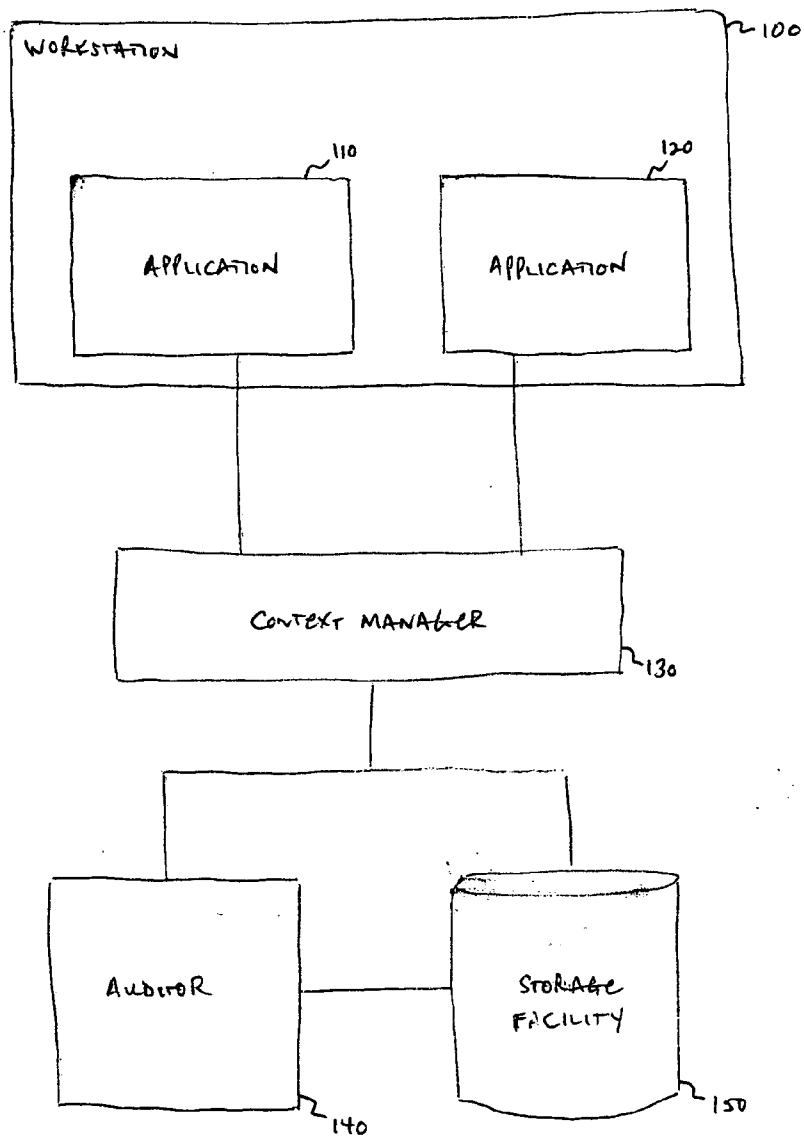 100
WORKSTATION
110
120
APPLICATION
APPLICATION
CONTEXT MANAGER
130
AUDITOR
STORAGE
FACILITY
140
150